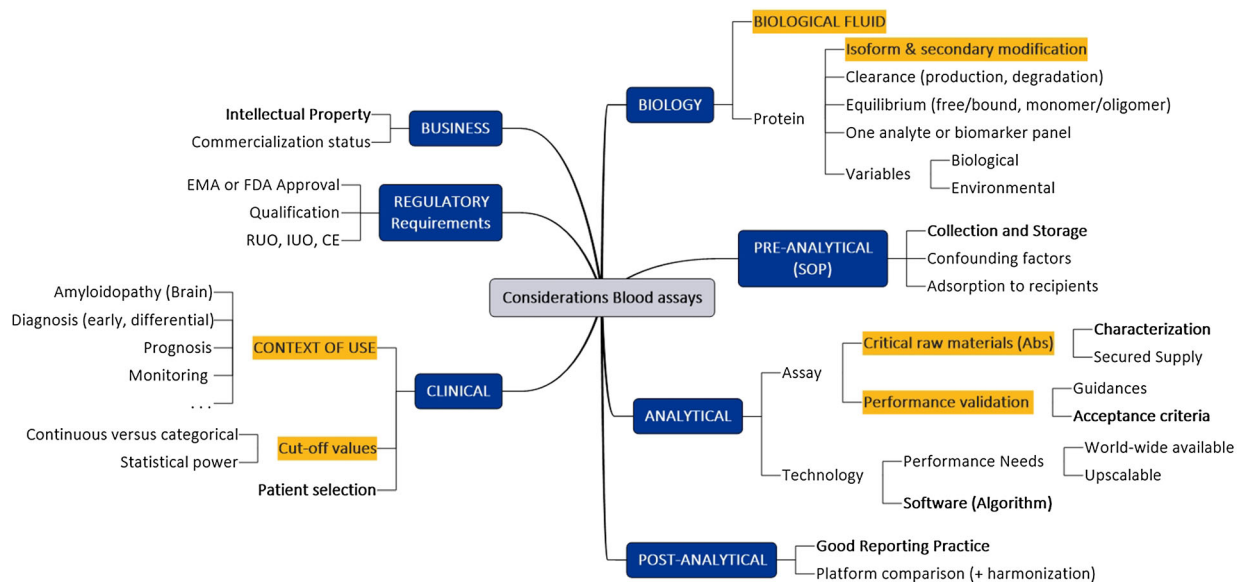 Considerations Blood assays
BUSINESS
Intellectual Property
Commercialization status
REGULATORY
Requirements
EMA or FDA Approval
Qualification
RUO, IUO, CE
CLINICAL
CONTEXT OF USE
Amyloidopathy (Brain)
Diagnosis (early, differential)
Prognosis
Monitoring
. . .
Cut-off values
Continuous versus categorical
Statistical power
Patient selection
BIOLOGY
BIOLOGICAL FLUID
Protein
Isoform & secondary modification
Clearance (production, degradation)
Equilibrium (free/bound, monomer/oligomer)
One analyte or biomarker panel
Variables
Biological
Environmental
PRE-ANALYTICAL
(SOP)
Collection and Storage
Confounding factors
Adsorption to recipients
ANALYTICAL
Assay
Critical raw materials (Abs)
Characterization
Secured Supply
Performance validation
Guidances
Acceptance criteria
Technology
Performance Needs
World-wide available
Upscalable
Software (Algorithm)
POST-ANALYTICAL
Good Reporting Practice
Platform comparison (+ harmonization)